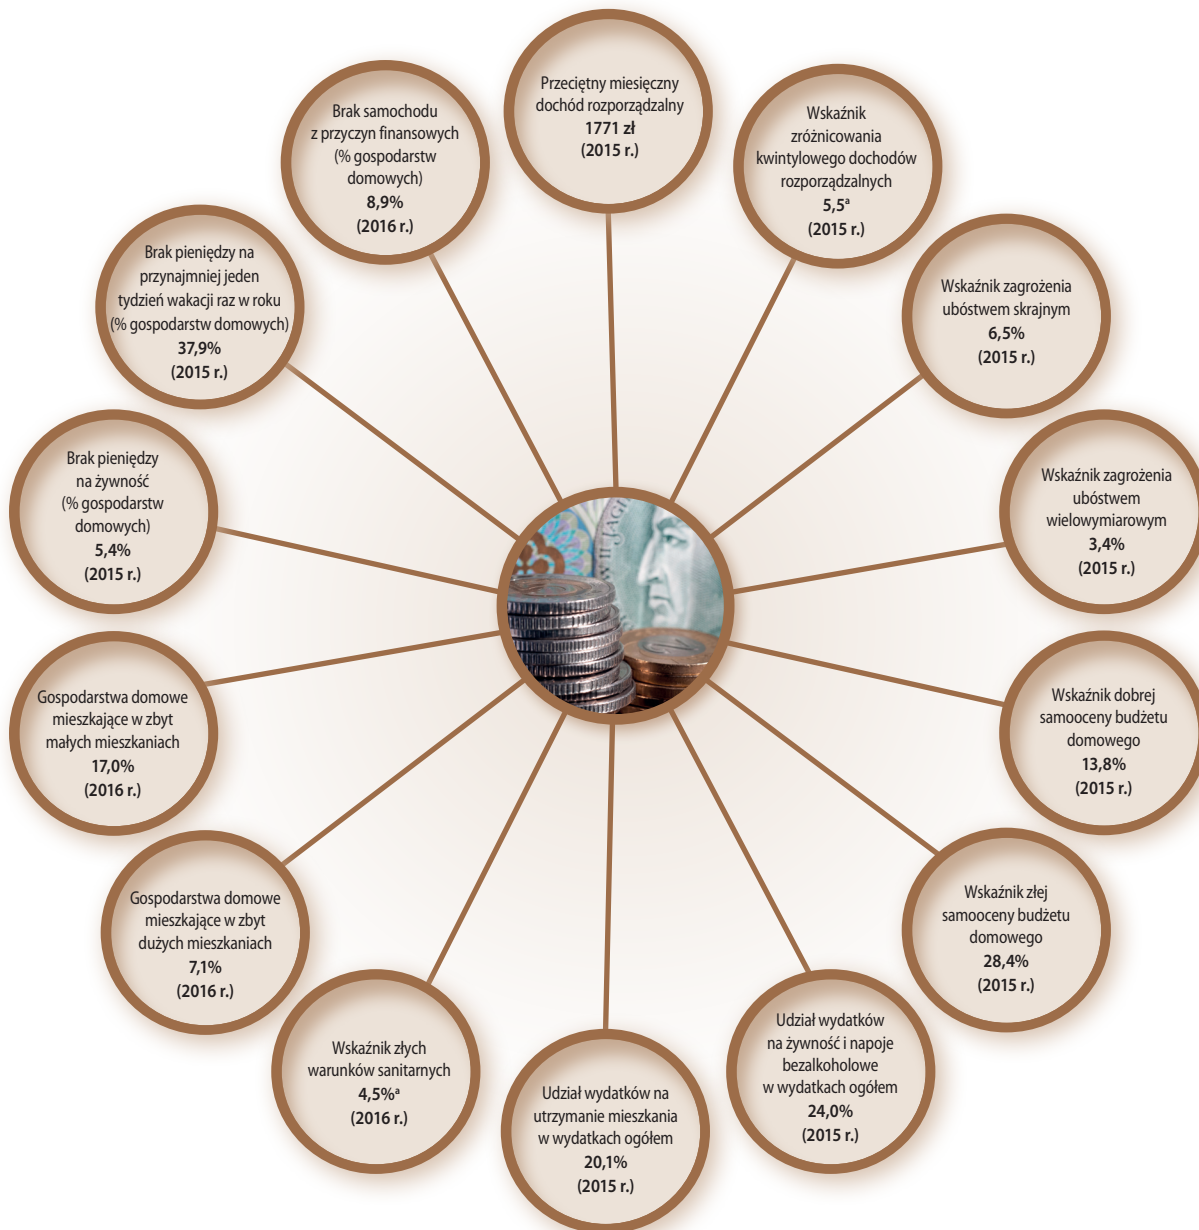 Przeciętny miesięczny
dochód rozporządzalny
1771 zł
(2015 r.)
Wskaźnik
zróżnicowania
kwintylowego dochodów
rozporządzalnych
5,5ª
(2015 r.)
Wskaźnik zagrożenia
ubóstwem skrajnym
6,5%
(2015 r.)
Wskaźnik zagrożenia
ubóstwem
wielowymiarowym
3,4%
(2015 r.)
Wskaźnik dobrej
samooceny budżetu
domowego
13,8%
(2015 r.)
Wskaźnik złej
samooceny budżetu
domowego
28,4%
(2015 r.)
Udział wydatków
na żywność i napoje
bezalkoholowe
w wydatkach ogółem
24,0%
(2015 r.)
Udział wydatków na
utrzymanie mieszkania
w wydatkach ogółem
20,1%
(2015 r.)
Wskaźnik złych
warunków sanitarnych
4,5%ª
(2016 r.)
Gospodarstwa domowe
mieszkające w zbyt
dużych mieszkaniach
7,1%
(2016 r.)
Gospodarstwa domowe
mieszkające w zbyt
małych mieszkaniach
17,0%
(2016 r.)
Brak pieniędzy
na żywność
(% gospodarstw
domowych)
5,4%
(2015 r.)
Brak pieniędzy na
przynajmniej jeden
tydzień wakacji raz w roku
(% gospodarstw domowych)
37,9%
(2015 r.)
Brak samochodu
z przyczyn finansowych
(% gospodarstw
domowych)
8,9%
(2016 r.)